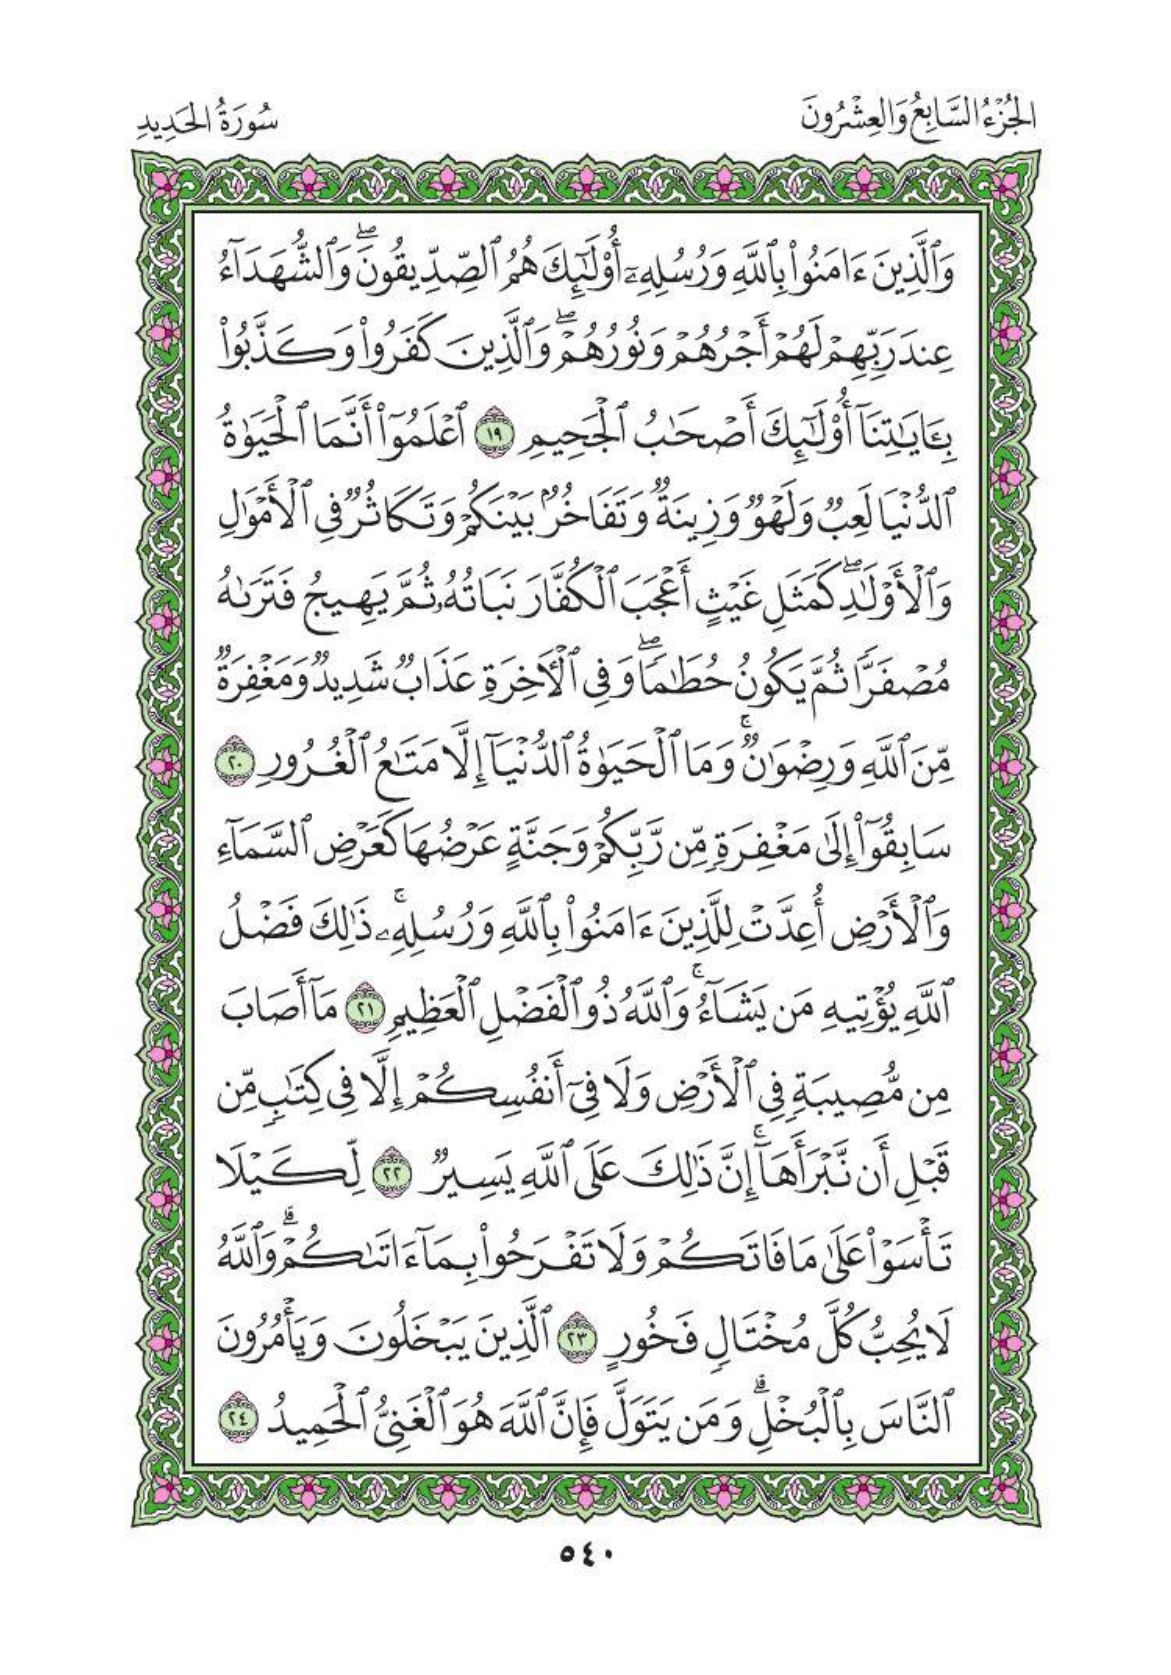 الجُزْءُ السَّابِعُ وَالعِشْرُونَ
سُورَةُ الحَدِيدِ
وَٱلَّذِينَ ءَامَنُواْ بِٱللَّهِ وَرُسُلِهِۦٓ أُوْلَٰٓئِكَ هُمُ ٱلصِّدِّيقُونَۖ وَٱلشُّهَدَآءُ
عِندَ رَبِّهِمۡ لَهُمۡ أَجۡرُهُمۡ وَنُورُهُمۡۖ وَٱلَّذِينَ كَفَرُواْ وَكَذَّبُواْ
بِـَٔايَٰتِنَآ أُوْلَٰٓئِكَ أَصۡحَٰبُ ٱلۡجَحِيمِ ١٩ ٱعۡلَمُوٓاْ أَنَّمَا ٱلۡحَيَوٰةُ
ٱلدُّنۡيَا لَعِبٞ وَلَهۡوٞ وَزِينَةٞ وَتَفَاخُرُۢ بَيۡنَكُمۡ وَتَكَاثُرٞ فِي ٱلۡأَمۡوَٰلِ
وَٱلۡأَوۡلَٰدِۖ كَمَثَلِ غَيۡثٍ أَعۡجَبَ ٱلۡكُفَّارَ نَبَاتُهُۥ ثُمَّ يَهِيجُ فَتَرَىٰهُ
مُصۡفَرّٗا ثُمَّ يَكُونُ حُطَٰمٗاۖ وَفِي ٱلۡأٓخِرَةِ عَذَابٞ شَدِيدٞ وَمَغۡفِرَةٞ
مِّنَ ٱللَّهِ وَرِضۡوَٰنٞۚ وَمَا ٱلۡحَيَوٰةُ ٱلدُّنۡيَآ إِلَّا مَتَٰعُ ٱلۡغُرُورِ ٢٠
سَابِقُوٓاْ إِلَىٰ مَغۡفِرَةٖ مِّن رَّبِّكُمۡ وَجَنَّةٍ عَرۡضُهَا كَعَرۡضِ ٱلسَّمَآءِ
وَٱلۡأَرۡضِ أُعِدَّتۡ لِلَّذِينَ ءَامَنُواْ بِٱللَّهِ وَرُسُلِهِۦۚ ذَٰلِكَ فَضۡلُ
ٱللَّهِ يُؤۡتِيهِ مَن يَشَآءُۚ وَٱللَّهُ ذُو ٱلۡفَضۡلِ ٱلۡعَظِيمِ ٢١ مَآ أَصَابَ
مِن مُّصِيبَةٖ فِي ٱلۡأَرۡضِ وَلَا فِيٓ أَنفُسِكُمۡ إِلَّا فِي كِتَٰبٖ مِّن
قَبۡلِ أَن نَّبۡرَأَهَآۚ إِنَّ ذَٰلِكَ عَلَى ٱللَّهِ يَسِيرٞ ٢٢ لِّكَيۡلَا
تَأۡسَوۡاْ عَلَىٰ مَا فَاتَكُمۡ وَلَا تَفۡرَحُواْ بِمَآ ءَاتَىٰكُمۡۗ وَٱللَّهُ
لَا يُحِبُّ كُلَّ مُخۡتَالٖ فَخُورٍ ٢٣ ٱلَّذِينَ يَبۡخَلُونَ وَيَأۡمُرُونَ
ٱلنَّاسَ بِٱلۡبُخۡلِۗ وَمَن يَتَوَلَّ فَإِنَّ ٱللَّهَ هُوَ ٱلۡغَنِيُّ ٱلۡحَمِيدُ ٢٤
٥٤٠